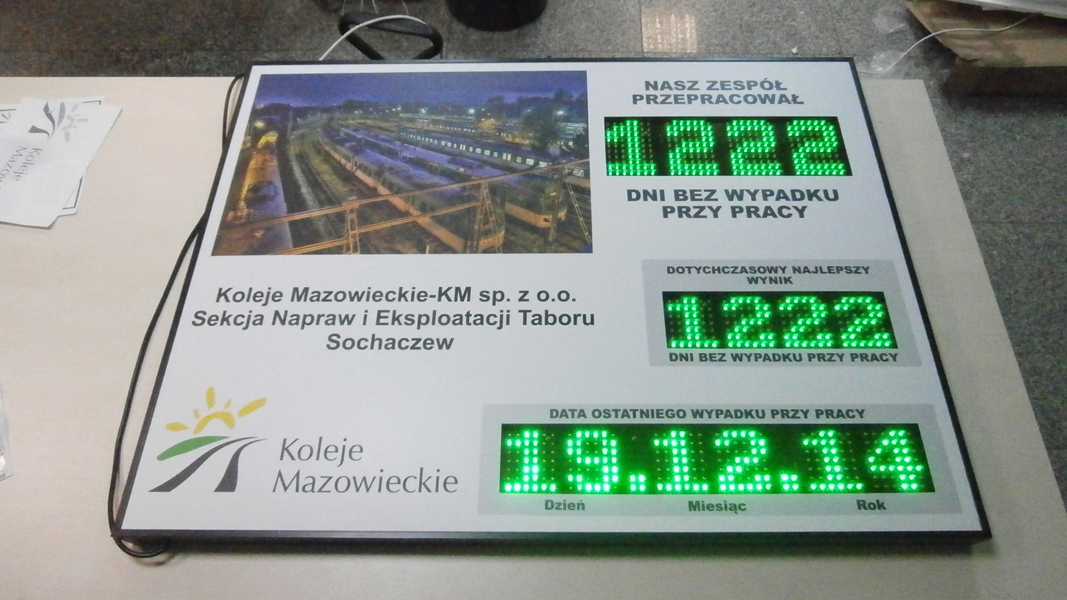 NASZ ZESPÓŁ
PRZEPRACOWAŁ
1222
DNI BEZ WYPADKU
PRZY PRACY
DOTYCHCZASOWY NAJLEPSZY
WYNIK
1222
DNI BEZ WYPADKU PRZY PRACY
Koleje Mazowieckie-KM sp. z o.o.
Sekcja Napraw i Eksploatacji Taboru
Sochaczew
Koleje
Mazowieckie
DATA OSTATNIEGO WYPADKU PRZY PRACY
19.12.14
Dzień Miesiąc Rok
Koleje